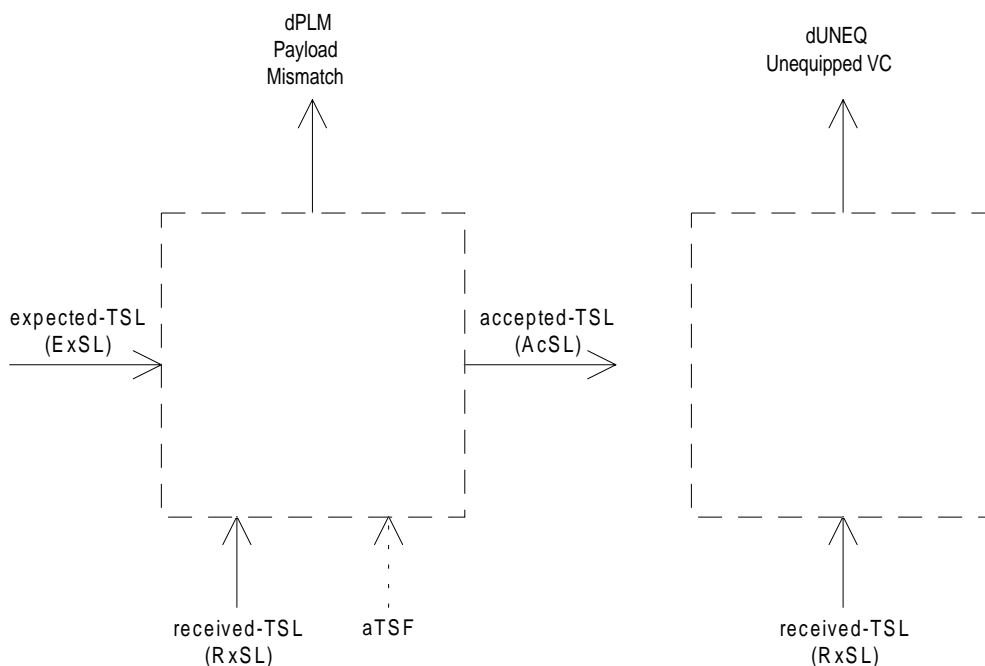 dPLM
Payload
Mismatch
dUNEQ
Unequipped VC
expected-TSL
(ExSL)
accepted-TSL
(AcSL)
received-TSL
(RxSL)
aTSF
received-TSL
(RxSL)